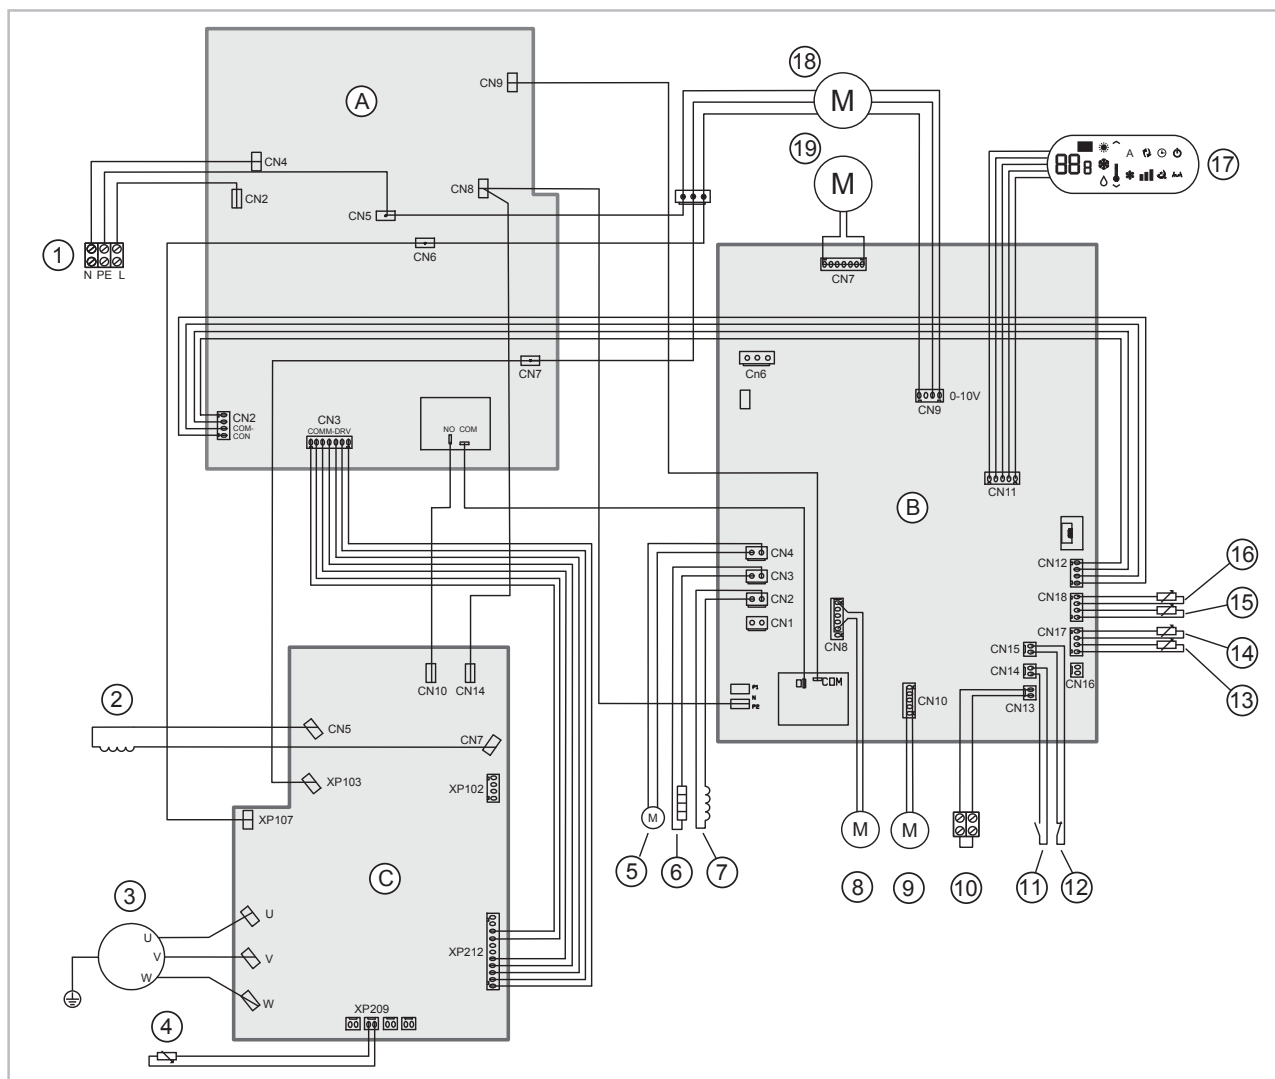 18
CN9
M
A
19
88
8
A
17
CN4
CN8
M
CN2
CN5
1
CN6
N PE L
CN7
Cn6
CN7
CN9
0-10V
CN2
COM-
CON
CN3
COMM-DRV
NO COM
CN11
B
CN4
CN12
16
CN3
CN18
15
CN2
CN1
CN17
14
CN8
CN15
CN14
CN16
13
COM
P1
N
P2
CN10
CN13
CN10
CN14
2
CN5
CN7
XP103
XP102
XP107
M
M
M
5
6
7
8
9
10
11
12
C
3
U
U
V
V
W
W
XP212
XP209
4